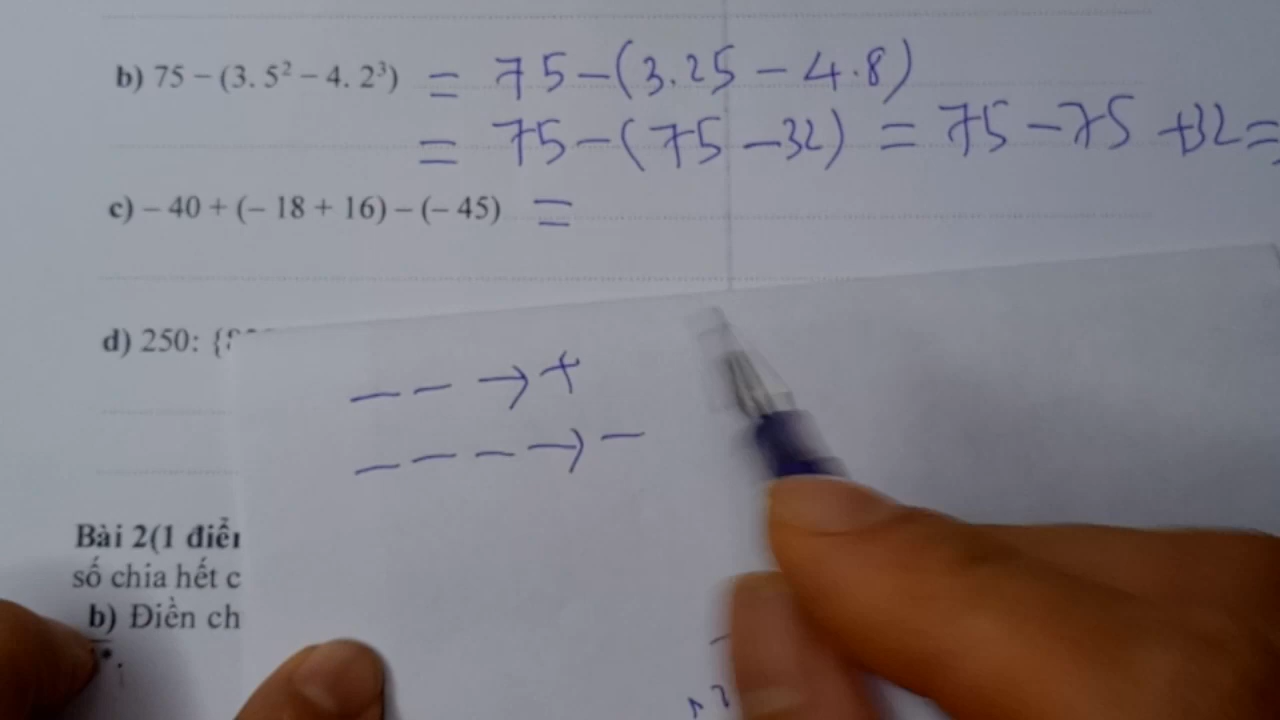 b) 75 – (3. 5² – 4. 2³) = 75 – (3.25 – 4.8)
= 75 – (75 – 32) = 75 – 75 + 32 =
c) – 40 + (– 18 + 16) – (– 45) =
d) 250: {
– – → +
– – – → –
Bài 2(1
số chia hết c
b) Điền ch